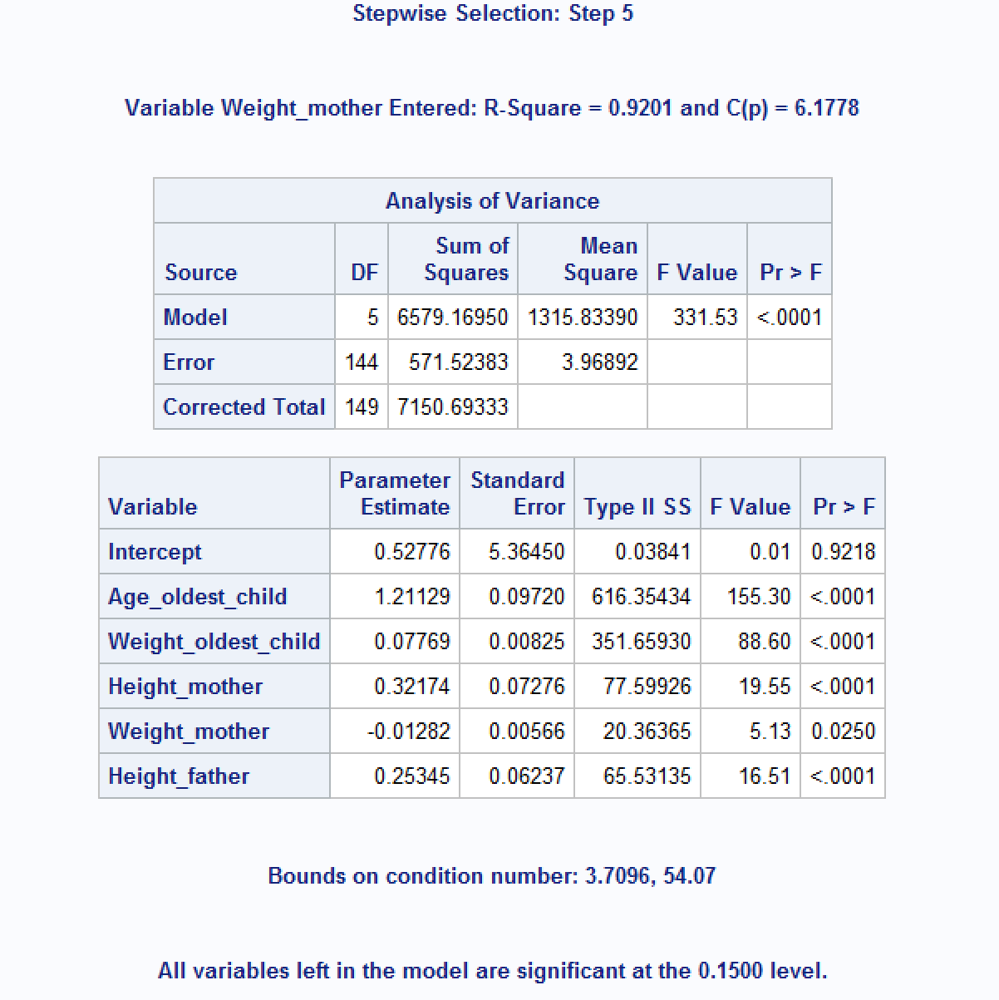 Stepwise Selection: Step 5
Variable Weight_mother Entered: R-Square = 0.9201 and C(p) = 6.1778
Analysis of Variance
Source DF Sum of Squares Mean Square F Value Pr > F
Model 5 6579.16950 1315.83390 331.53 <.0001
Error 144 571.52383 3.96892
Corrected Total 149 7150.69333
Variable Parameter Estimate Standard Error Type II SS F Value Pr > F
Intercept 0.52776 5.36450 0.03841 0.01 0.9218
Age_oldest_child 1.21129 0.09720 616.35434 155.30 <.0001
Weight_oldest_child 0.07769 0.00825 351.65930 88.60 <.0001
Height_mother 0.32174 0.07276 77.59926 19.55 <.0001
Weight_mother -0.01282 0.00566 20.36365 5.13 0.0250
Height_father 0.25345 0.06237 65.53135 16.51 <.0001
Bounds on condition number: 3.7096, 54.07
All variables left in the model are significant at the 0.1500 level.